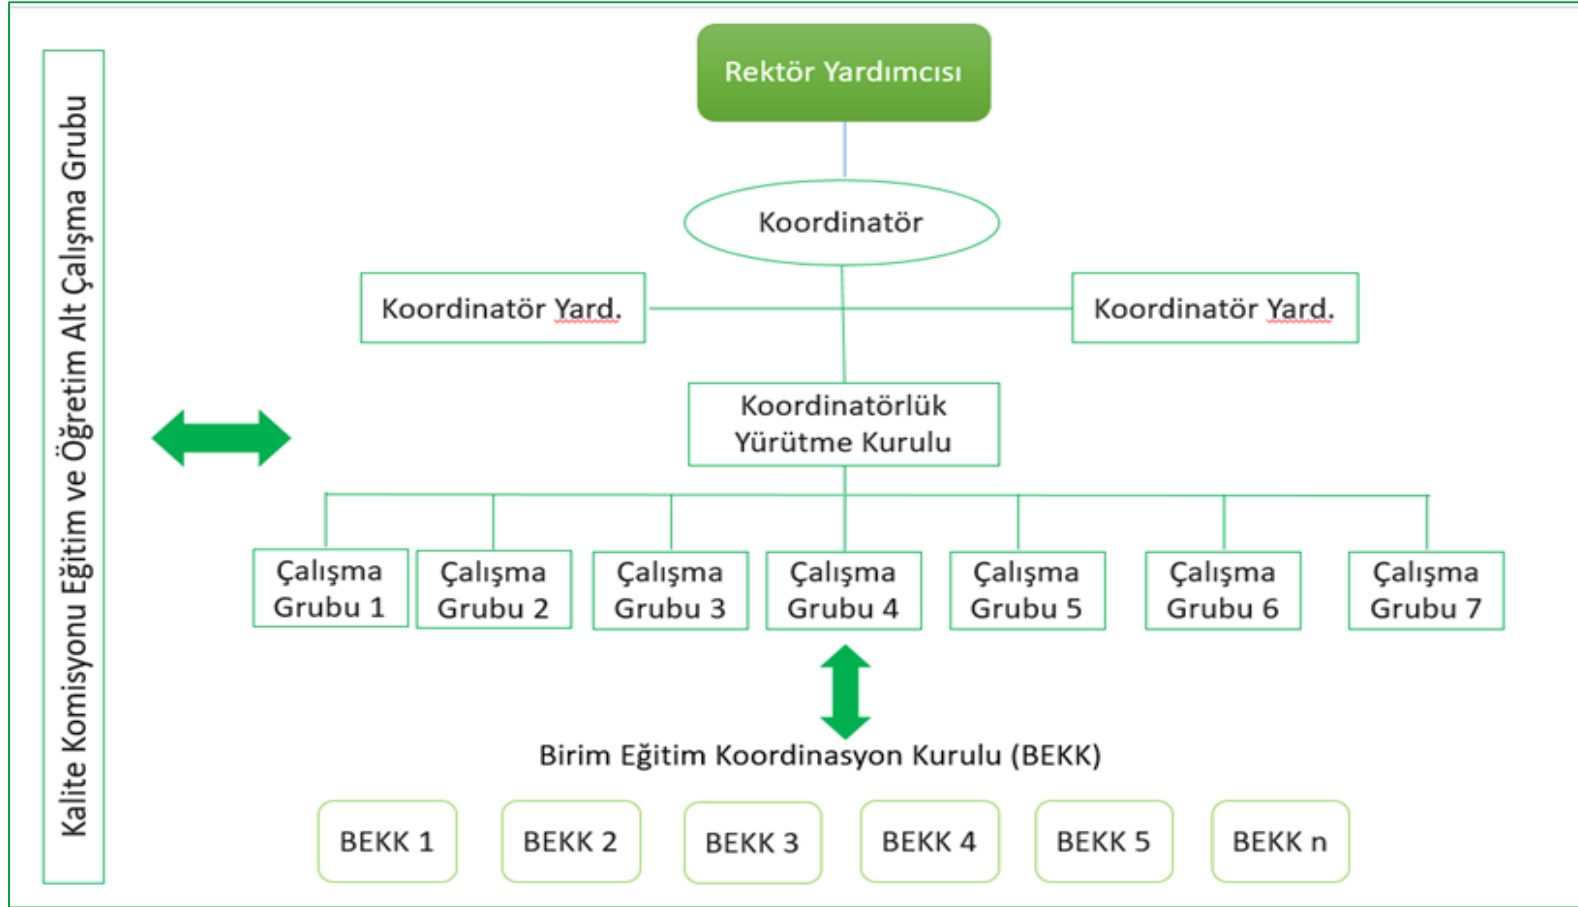 Kalite Komisyonu Eğitim ve Öğretim Alt Çalışma Grubu
Rektör Yardımcısı
Koordinatör
Koordinatör Yard.
Koordinatör Yard.
Koordinatörlük
Yürütme Kurulu
Çalışma
Grubu 1
Çalışma
Grubu 2
Çalışma
Grubu 3
Çalışma
Grubu 4
Çalışma
Grubu 5
Çalışma
Grubu 6
Çalışma
Grubu 7
Birim Eğitim Koordinasyon Kurulu (BEKK)
BEKK 1
BEKK 2
BEKK 3
BEKK 4
BEKK 5
BEKK n